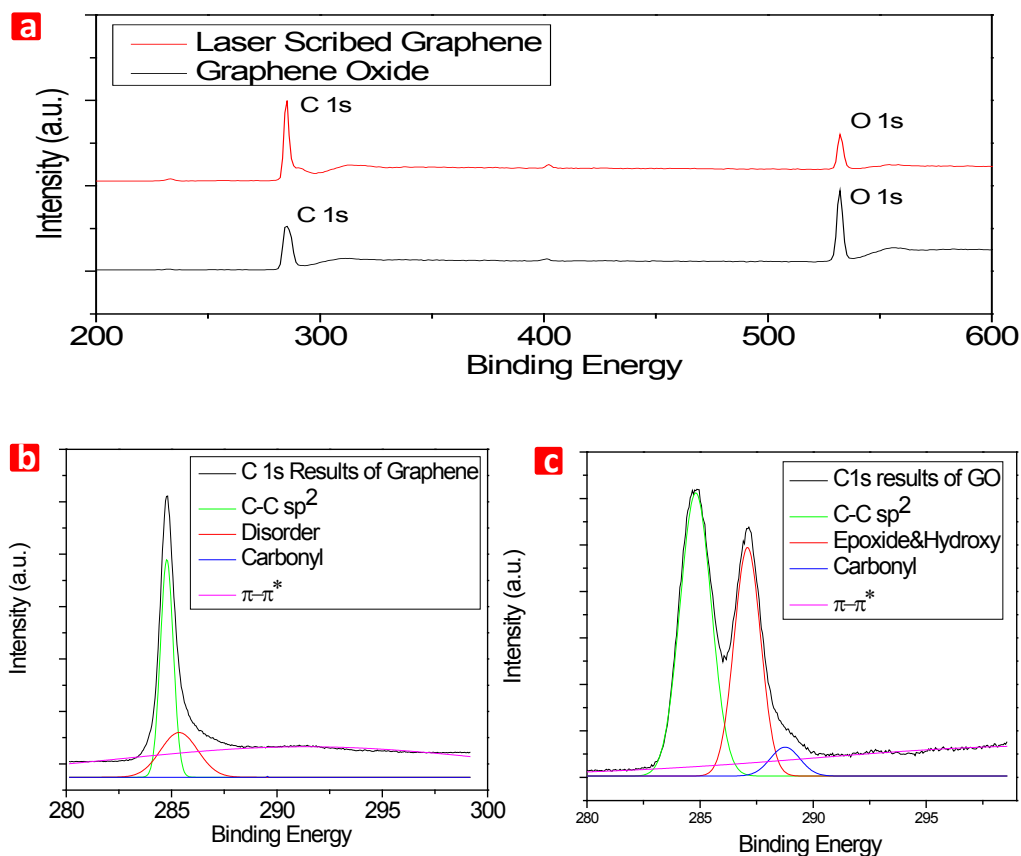 a
Laser Scribed Graphene
Graphene Oxide
C 1s
O 1s
C 1s
O 1s
Intensity (a.u.)
200
300
400
500
600
Binding Energy
b
C 1s Results of Graphene
C-C sp²
Disorder
Carbonyl
π–π*
Intensity (a.u.)
280
285
290
295
300
Binding Energy
c
C1s results of GO
C-C sp²
Epoxide&Hydroxy
Carbonyl
π–π*
Intensity (a.u.)
280
285
290
295
Binding Energy